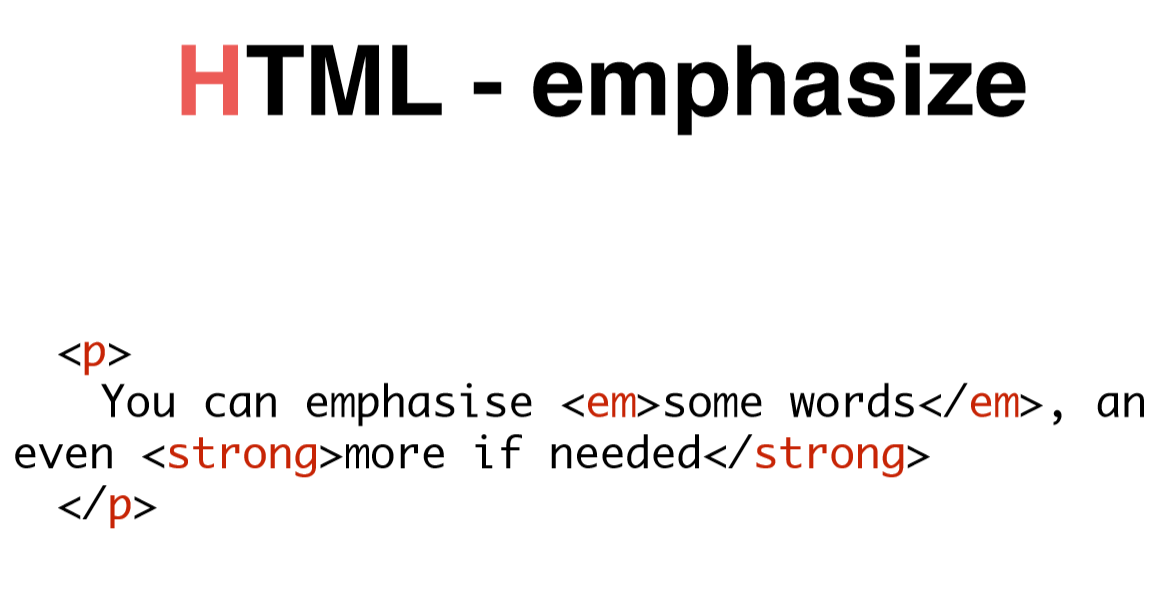 HTML - emphasize
<p>
You can emphasise <em>some words</em>, an
even <strong>more if needed</strong>
</p>